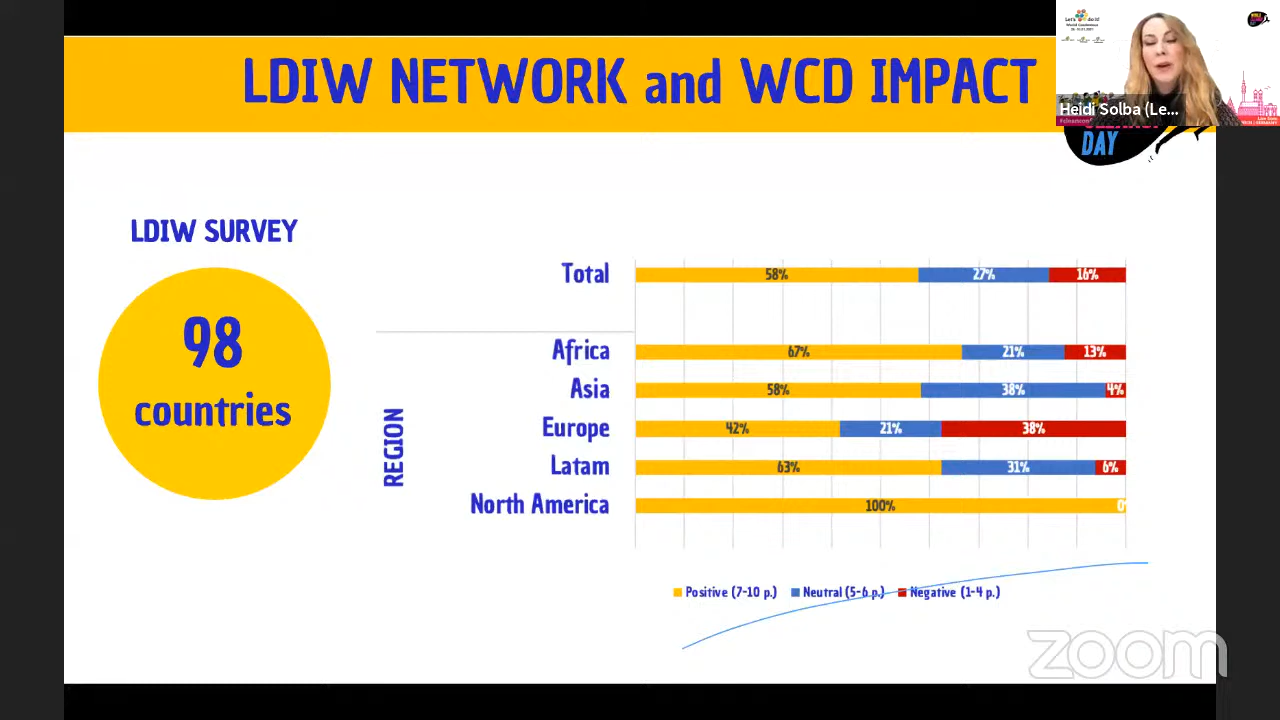 LDIW NETWORK and WCD IMPACT
Heidi Solba (Le...
DAY
LDIW SURVEY
98
countries
REGION
Total 58% 27% 16%
Africa 67% 21% 13%
Asia 58% 38% 4%
Europe 42% 21% 38%
Latam 63% 31% 6%
North America 100% 0
Positive (7-10 p.) Neutral (5-6 p.) Negative (1-4 p.)
zoom